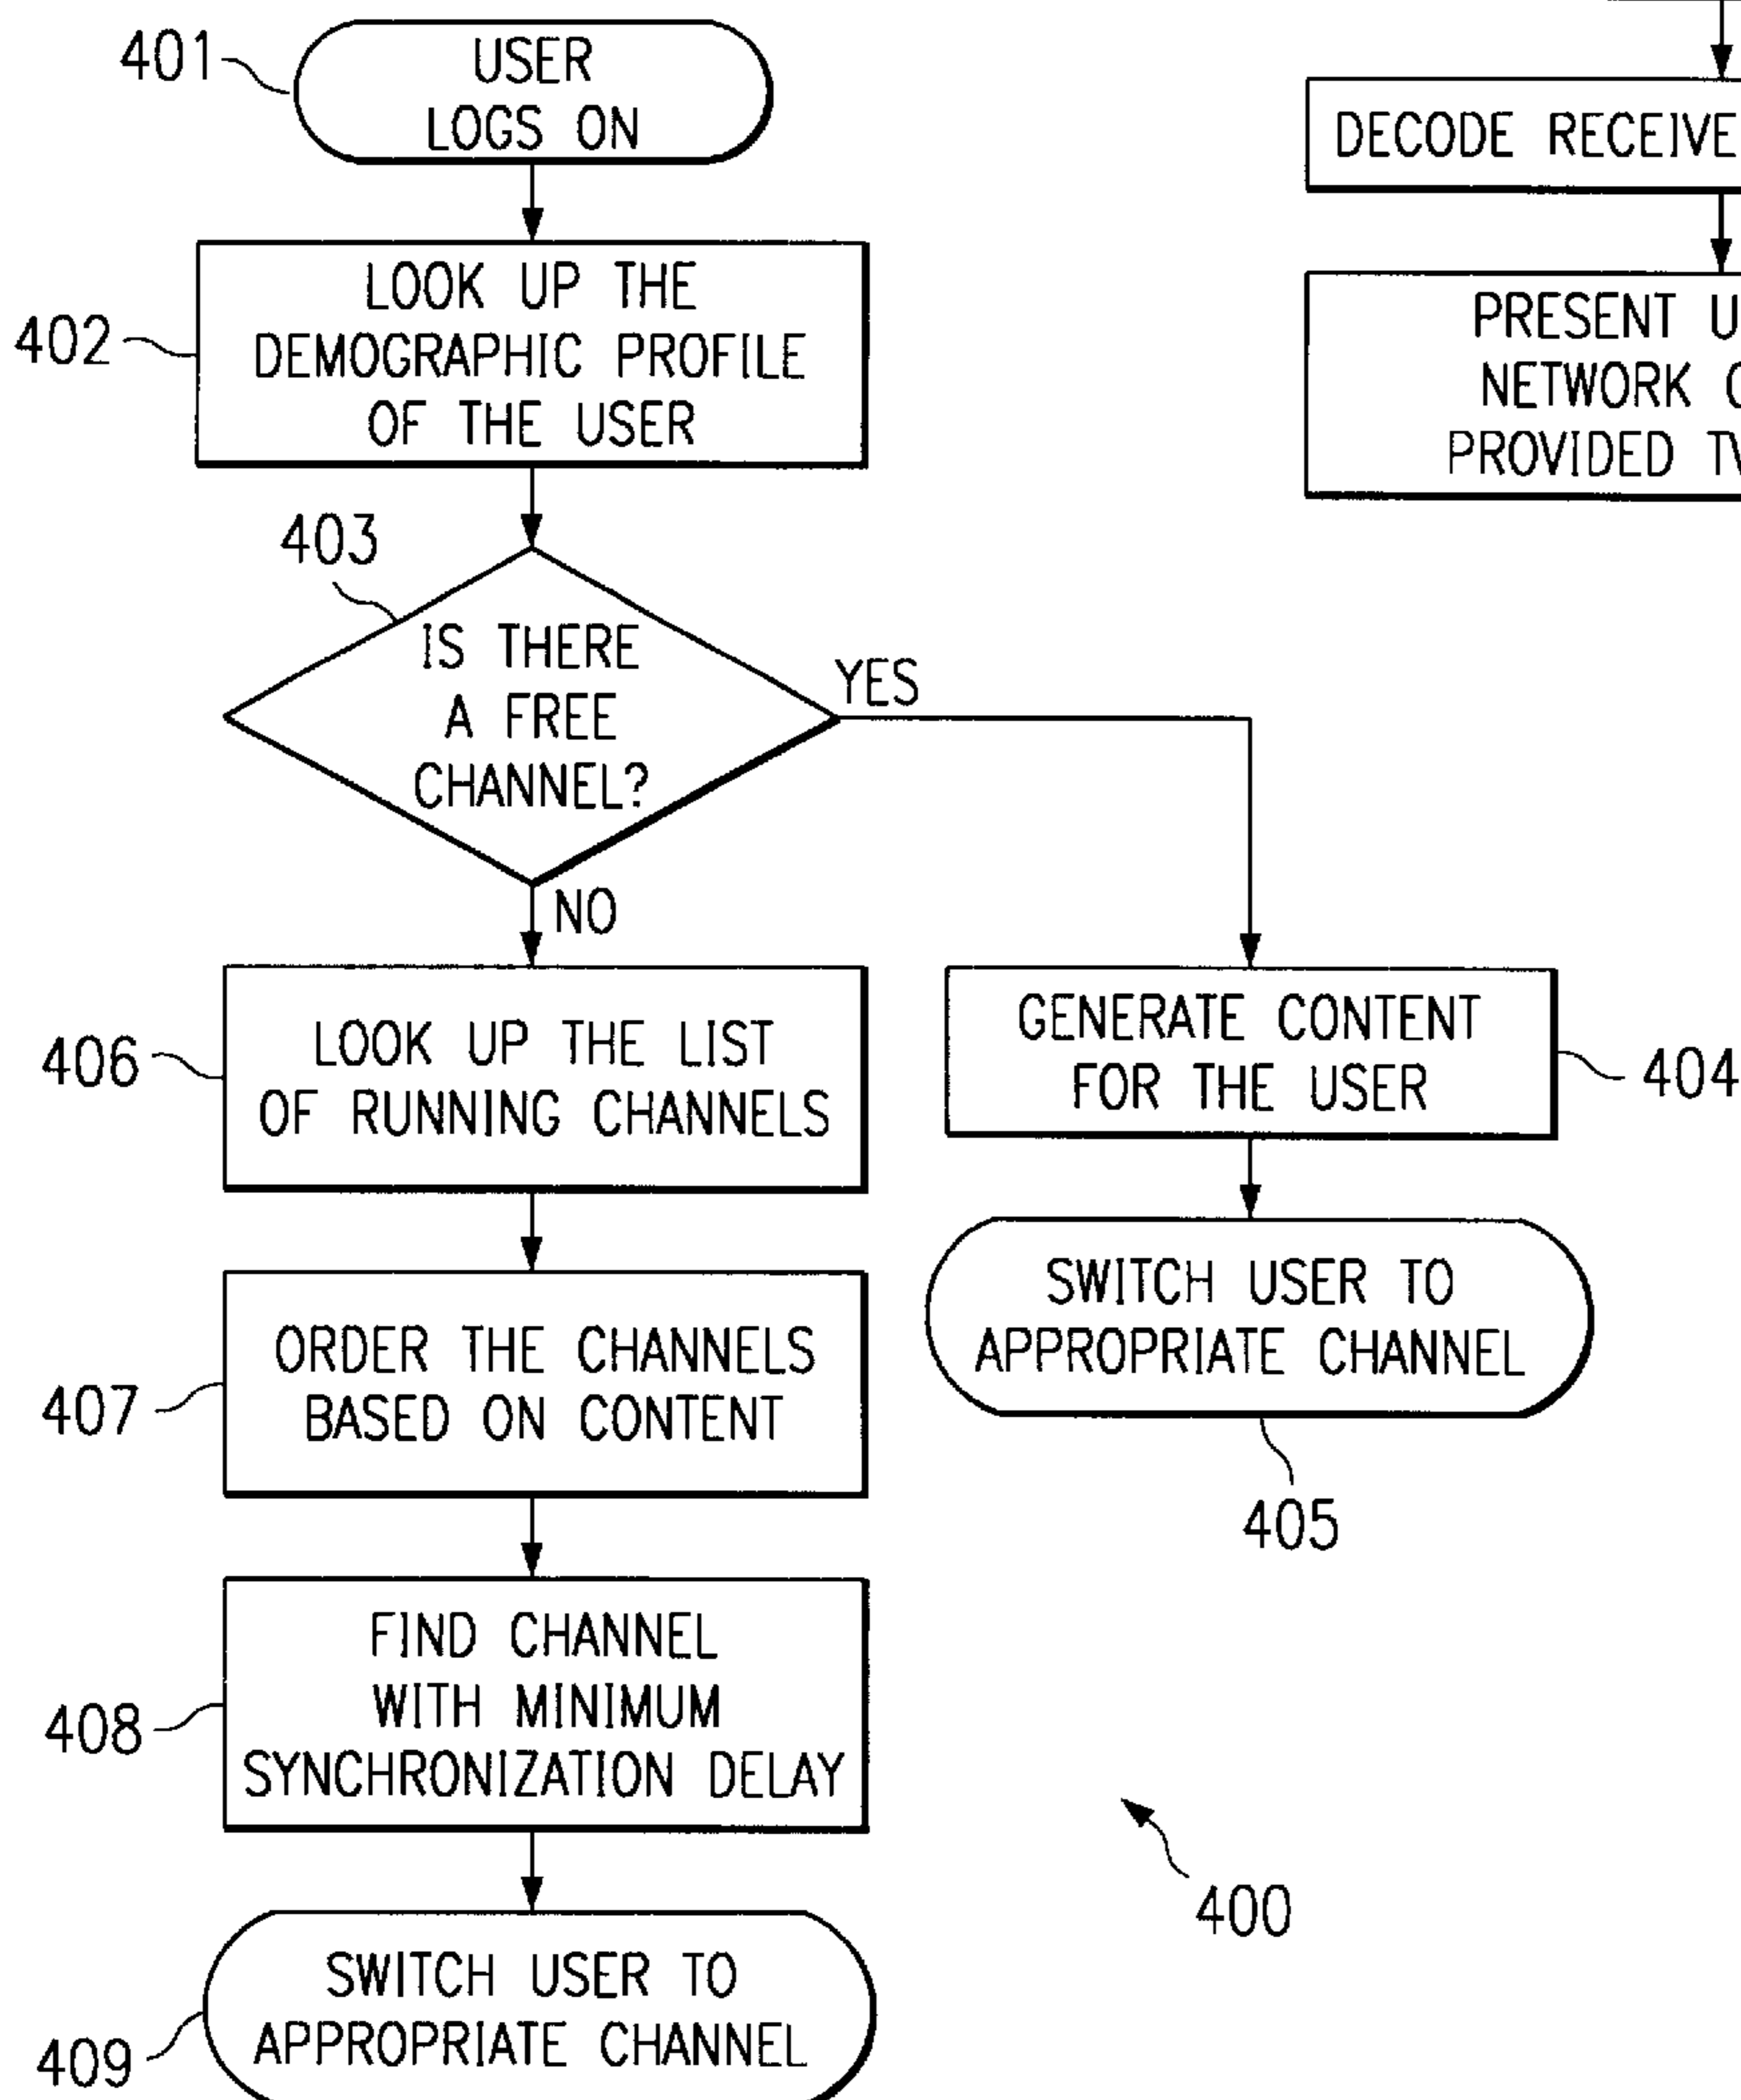 401
USER
LOGS ON
402
LOOK UP THE
DEMOGRAPHIC PROFILE
OF THE USER
403
IS THERE
A FREE
CHANNEL?
YES
NO
406
LOOK UP THE LIST
OF RUNNING CHANNELS
407
ORDER THE CHANNELS
BASED ON CONTENT
408
FIND CHANNEL
WITH MINIMUM
SYNCHRONIZATION DELAY
409
SWITCH USER TO
APPROPRIATE CHANNEL
GENERATE CONTENT
FOR THE USER
404
SWITCH USER TO
APPROPRIATE CHANNEL
405
400
DECODE RECEIVE
PRESENT U
NETWORK
PROVIDED TV